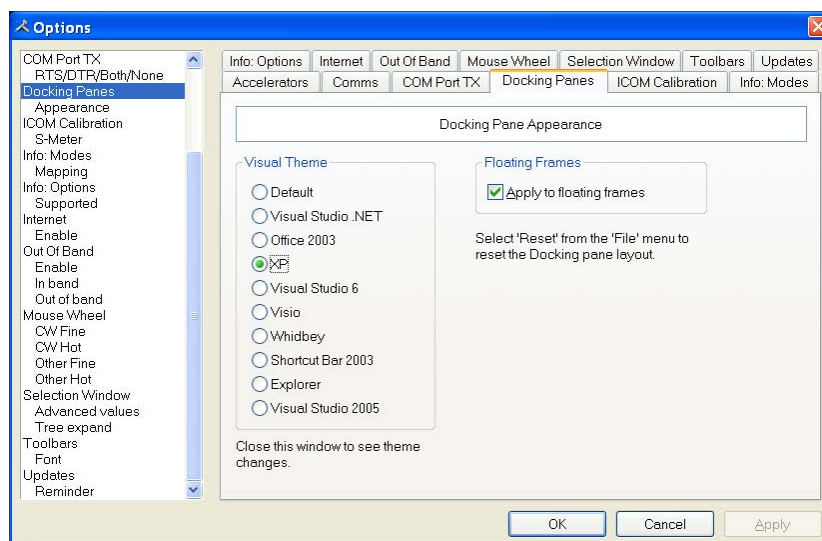 Options
COM Port TX
RTS/DTR/Both/None
Docking Panes
Appearance
ICOM Calibration
S-Meter
Info: Modes
Mapping
Info: Options
Supported
Internet
Enable
Out Of Band
Enable
In band
Out of band
Mouse Wheel
CW Fine
CW Hot
Other Fine
Other Hot
Selection Window
Advanced values
Tree expand
Toolbars
Font
Updates
Reminder
Info: Options Internet Out Of Band Mouse Wheel Selection Window Toolbars Updates
Accelerators Comms COM Port TX Docking Panes ICOM Calibration Info: Modes
Docking Pane Appearance
Visual Theme
Default
Visual Studio .NET
Office 2003
XP
Visual Studio 6
Visio
Whidbey
Shortcut Bar 2003
Explorer
Visual Studio 2005
Close this window to see theme
changes.
Floating Frames
Apply to floating frames
Select 'Reset' from the 'File' menu to
reset the Docking pane layout.
OK Cancel Apply